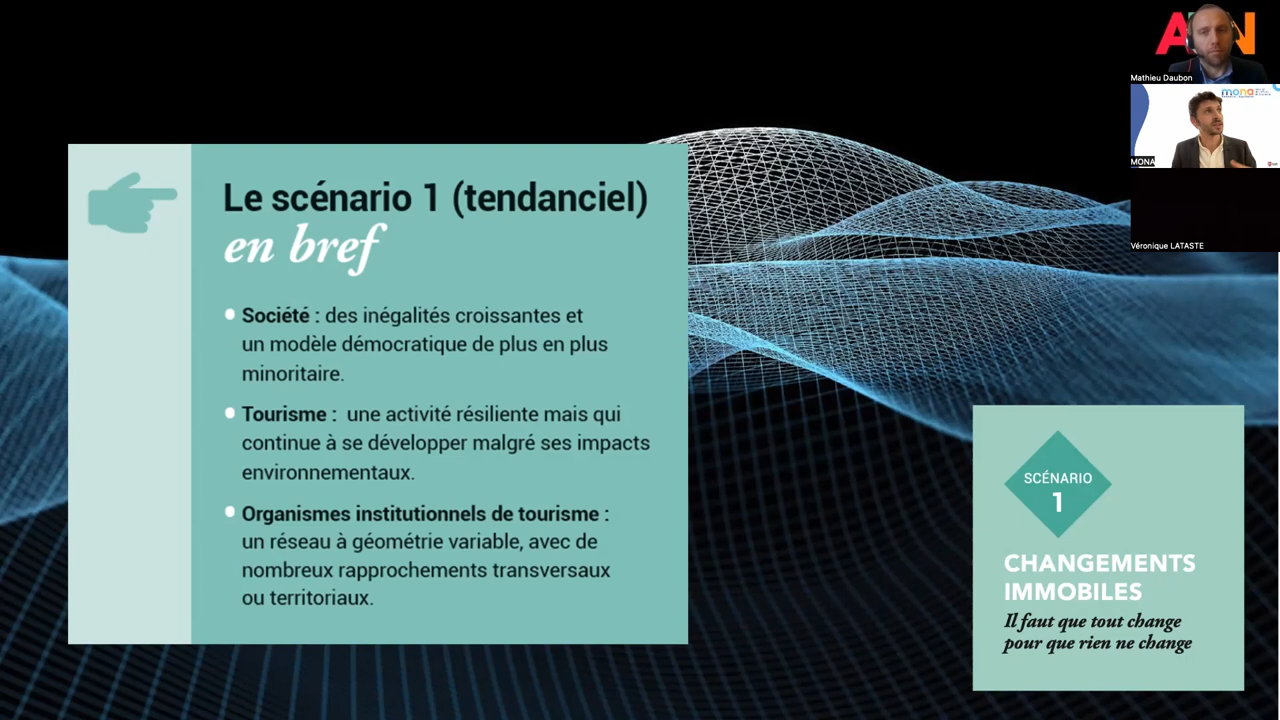 Le scénario 1 (tendanciel)
en bref
• Société : des inégalités croissantes et
un modèle démocratique de plus en plus
minoritaire.
• Tourisme : une activité résiliente mais qui
continue à se développer malgré ses impacts
environnementaux.
• Organismes institutionnels de tourisme :
un réseau à géométrie variable, avec de
nombreux rapprochements transversaux
ou territoriaux.
SCÉNARIO
1
CHANGEMENTS
IMMOBILES
Il faut que tout change
pour que rien ne change
Mathieu Daubon
mona
MONA
Véronique LATASTE